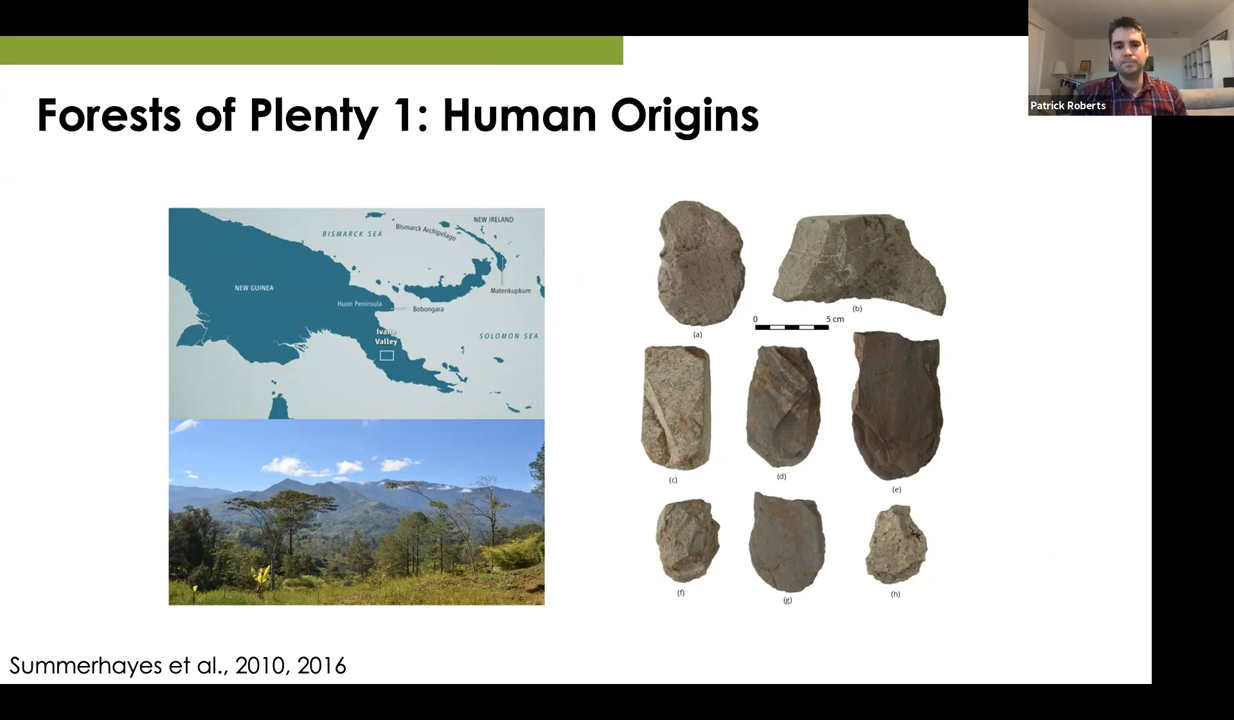 Patrick Roberts
Forests of Plenty 1: Human Origins
NEW IRELAND
BISMARCK SEA
Bismarck Archipelago
NEW GUINEA
Matenkupkum
Huon Peninsula
Bobongara
Ivane
Valley
SOLOMON SEA
(a)
(b)
0 5 cm
(c)
(d)
(e)
(f)
(g)
(h)
Summerhayes et al., 2010, 2016